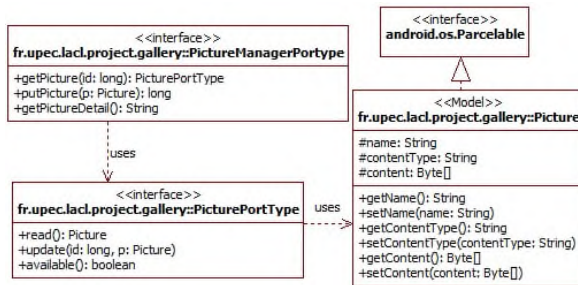 <<interface>>
fr.upec.lacl.project.gallery::PictureManagerPortype
+getPicture(id: long): PicturePortType
+putPicture(p: Picture): long
+getPictureDetail(): String
uses
<<interface>>
fr.upec.lacl.project.gallery::PicturePortType
+read(): Picture
+update(id: long, p: Picture)
+available(): boolean
uses
<<interface>>
android.os.Parcelable
<<Model>>
fr.upec.lacl.project.gallery::Picture
#name: String
#contentType: String
#content: Byte[]
+getName(): String
+setName(name: String)
+getContentType(): String
+setContentType(contentType: String)
+getContent(): Byte[]
+setContent(content: Byte[])